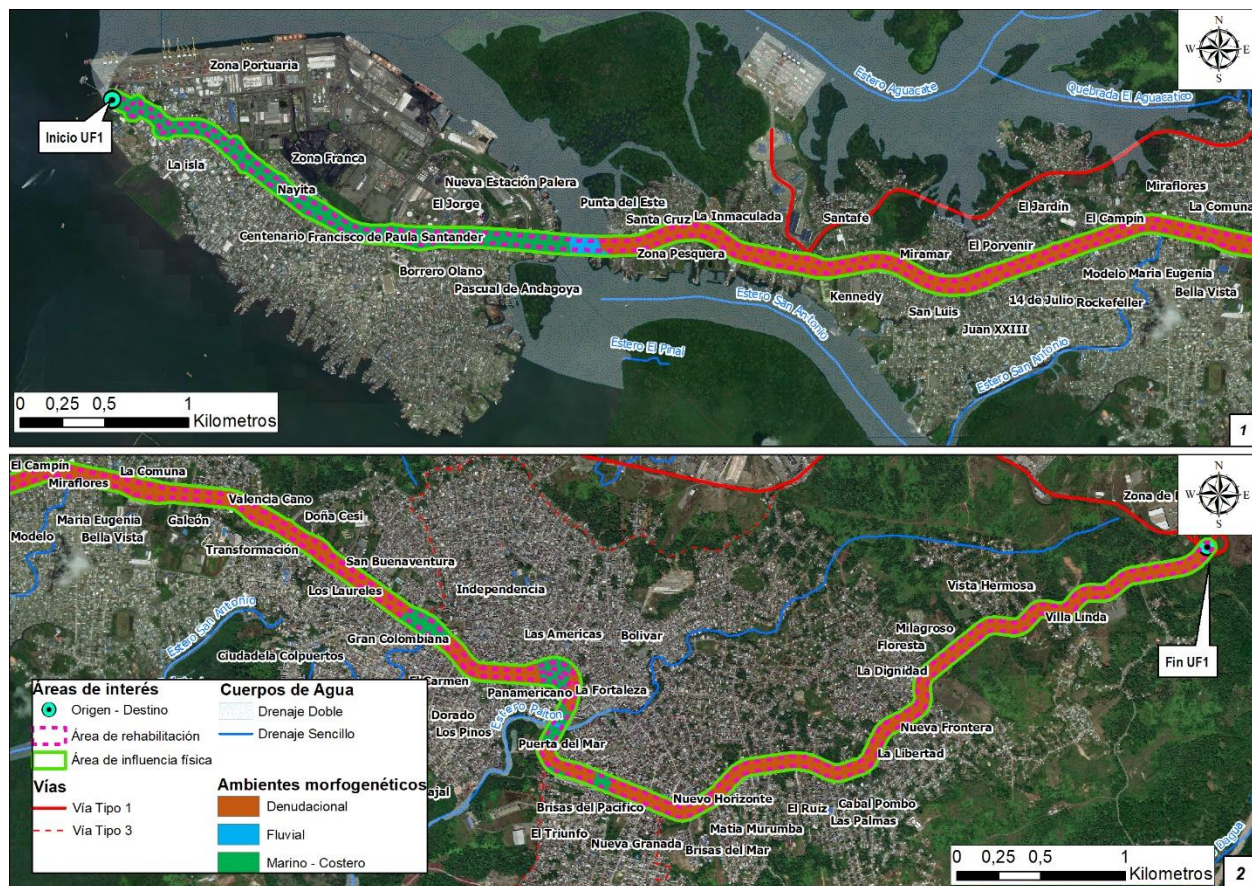 N
W E
S
Zona Portuaria
Estero Aguacate
Quebrada El Aguacatico
Inicio UF1
La isla
Zona Franca
Nayita
Nueva Estación Palera
El Jorge
Punta del Este
Santa Cruz
La Inmaculada
Santafe
El Jardín
Miraflores
La Comuna
El Campín
Centenario
Francisco de Paula Santander
Zona Pesquera
Miramar
El Porvenir
Borrero Olano
Pascual de Andagoya
Estero San Antonio
Kennedy
San Luis
14 de Julio
Modelo
Maria Eugenia
Rockefeller
Bella Vista
Juan XXIII
Estero El Pinal
Estero San Antonio
0 0,25 0,5 1
Kilometros
1
El Campín
La Comuna
Miraflores
Valencia Cano
Zona de
N
W E
S
Maria Eugenia
Galeón
Doña Cesi
Modelo
Bella Vista
Transformación
San Buenaventura
Los Laureles
Independencia
Vista Hermosa
Estero San Antonio
Gran Colombiana
Las Americas
Bolivar
Milagroso
Floresta
Villa Linda
Fin UF1
Ciudadela Colpuertos
La Dignidad
Panamericano
La Fortaleza
Dorado
Los Pinos
Puerta del Mar
Nueva Frontera
La Libertad
Brisas del Pacifico
Nuevo Horizonte
El Ruiz
Cabal Pombo
Las Palmas
El Triunfo
Nueva Granada
Matia Murumba
Brisas del Mar
Áreas de interés
Origen - Destino
Área de rehabilitación
Área de influencia física
Vías
Vía Tipo 1
Vía Tipo 3
Cuerpos de Agua
Drenaje Doble
Drenaje Sencillo
Ambientes morfogenéticos
Denudacional
Fluvial
Marino - Costero
0 0,25 0,5 1
Kilometros
2